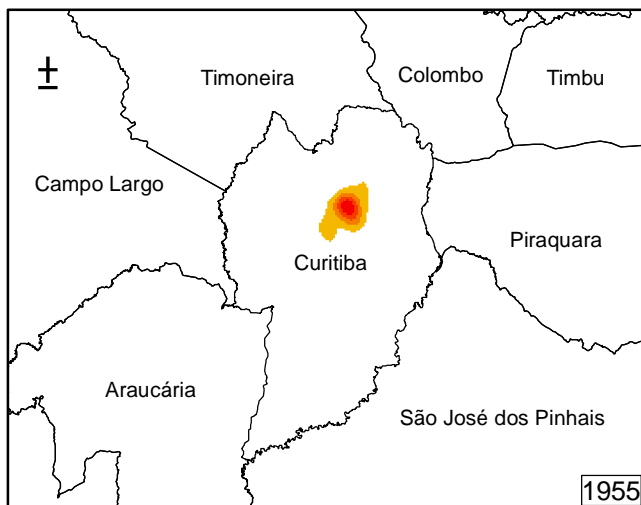 ±
Timoneira
Colombo
Timbu
Campo Largo
Piraquara
Curitiba
Araucária
São José dos Pinhais
1955